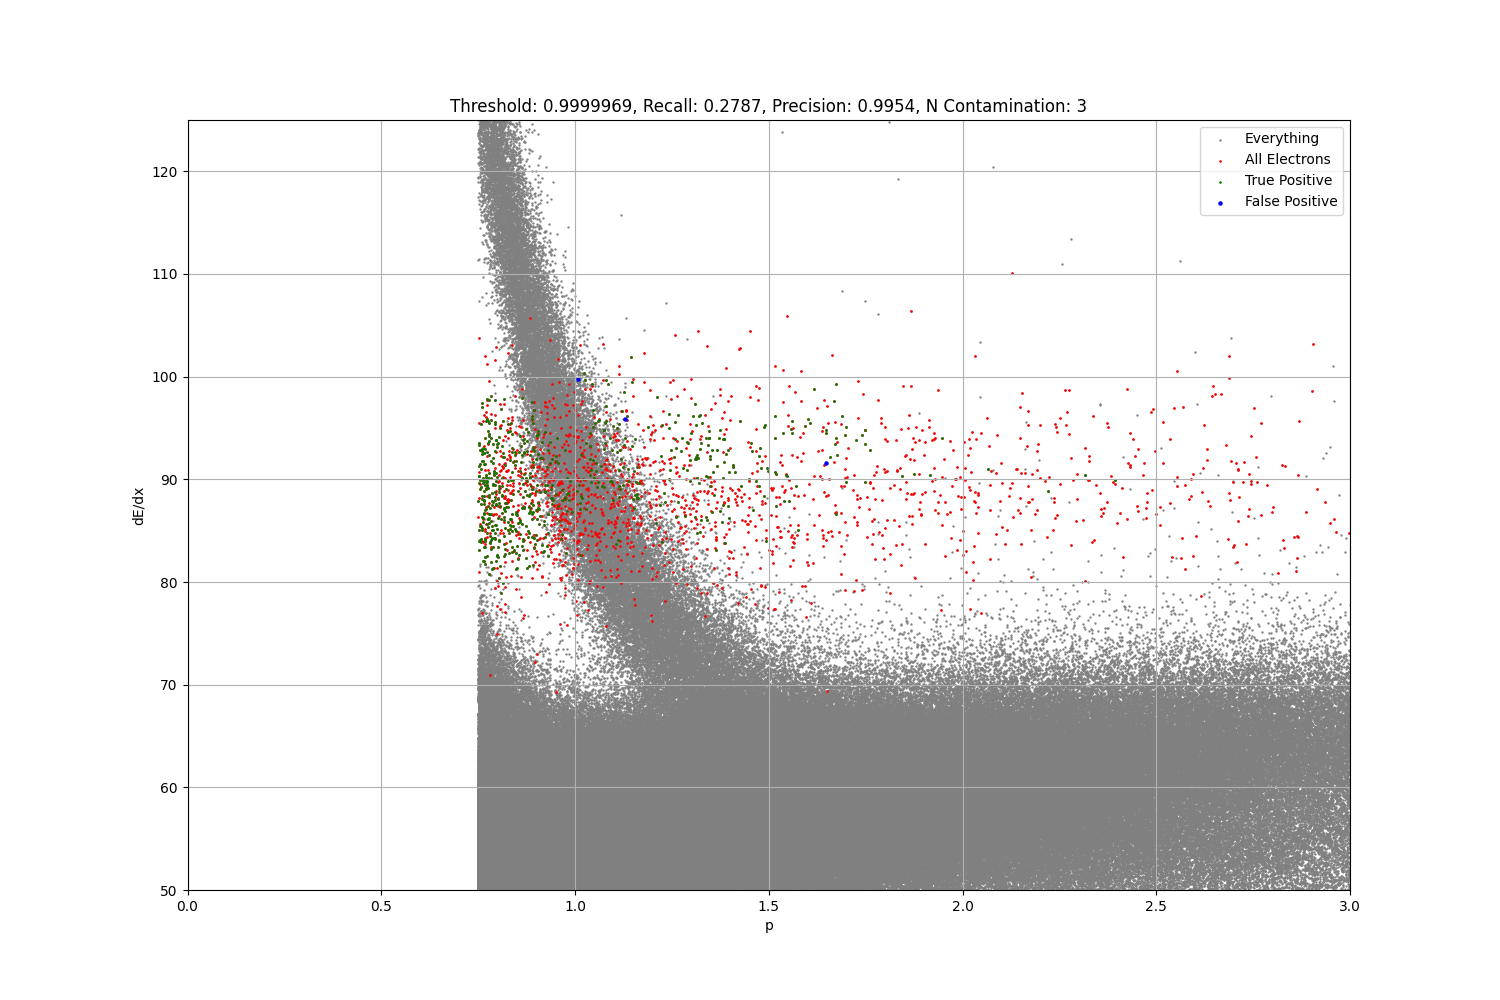 Threshold: 0.9999969, Recall: 0.2787, Precision: 0.9954, N Contamination: 3
Everything
All Electrons
True Positive
False Positive
dE/dx
120
110
100
90
80
70
60
50
0.0 0.5 1.0 1.5 2.0 2.5 3.0
p